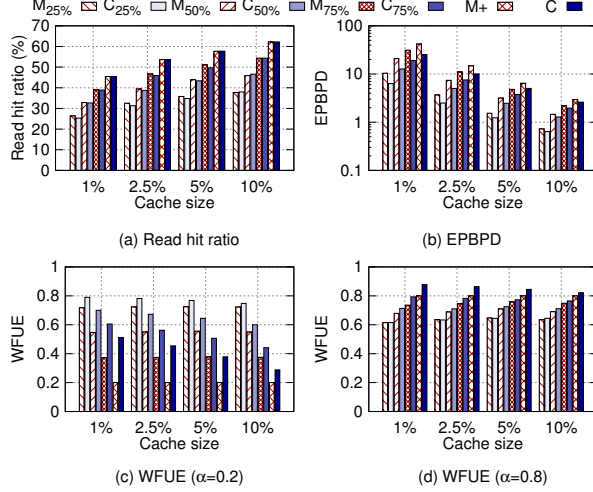 M25% C25% M50% C50% M75% C75% M+ C
70
60
50
40
30
20
10
0
Read hit ratio (%)
1% 2.5% 5% 10%
Cache size
(a) Read hit ratio
100
10
1
0.1
EPBPD
1% 2.5% 5% 10%
Cache size
(b) EPBPD
1
0.8
0.6
0.4
0.2
0
WFUE
1% 2.5% 5% 10%
Cache size
(c) WFUE (α=0.2)
1
0.8
0.6
0.4
0.2
0
WFUE
1% 2.5% 5% 10%
Cache size
(d) WFUE (α=0.8)